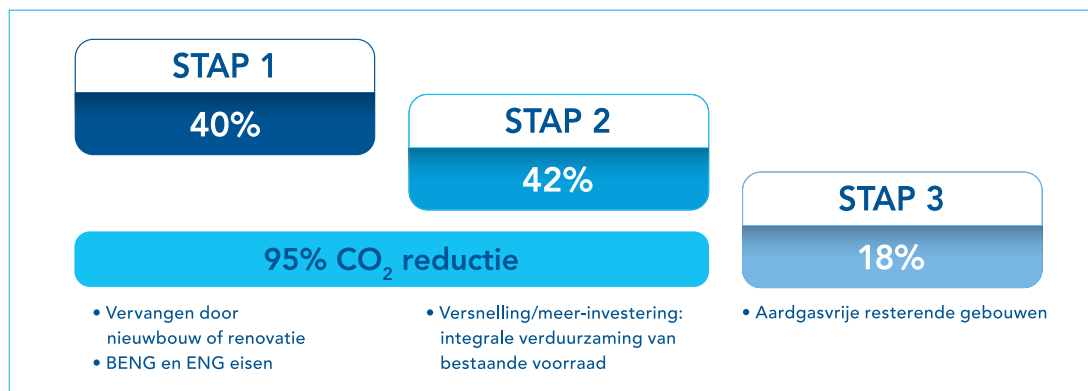 STAP 1
40%
STAP 2
42%
STAP 3
18%
95% CO₂ reductie
• Vervangen door
nieuwbouw of renovatie
• BENG en ENG eisen
• Versnelling/meer-investering:
integrale verduurzaming van
bestaande voorraad
• Aardgasvrije resterende gebouwen